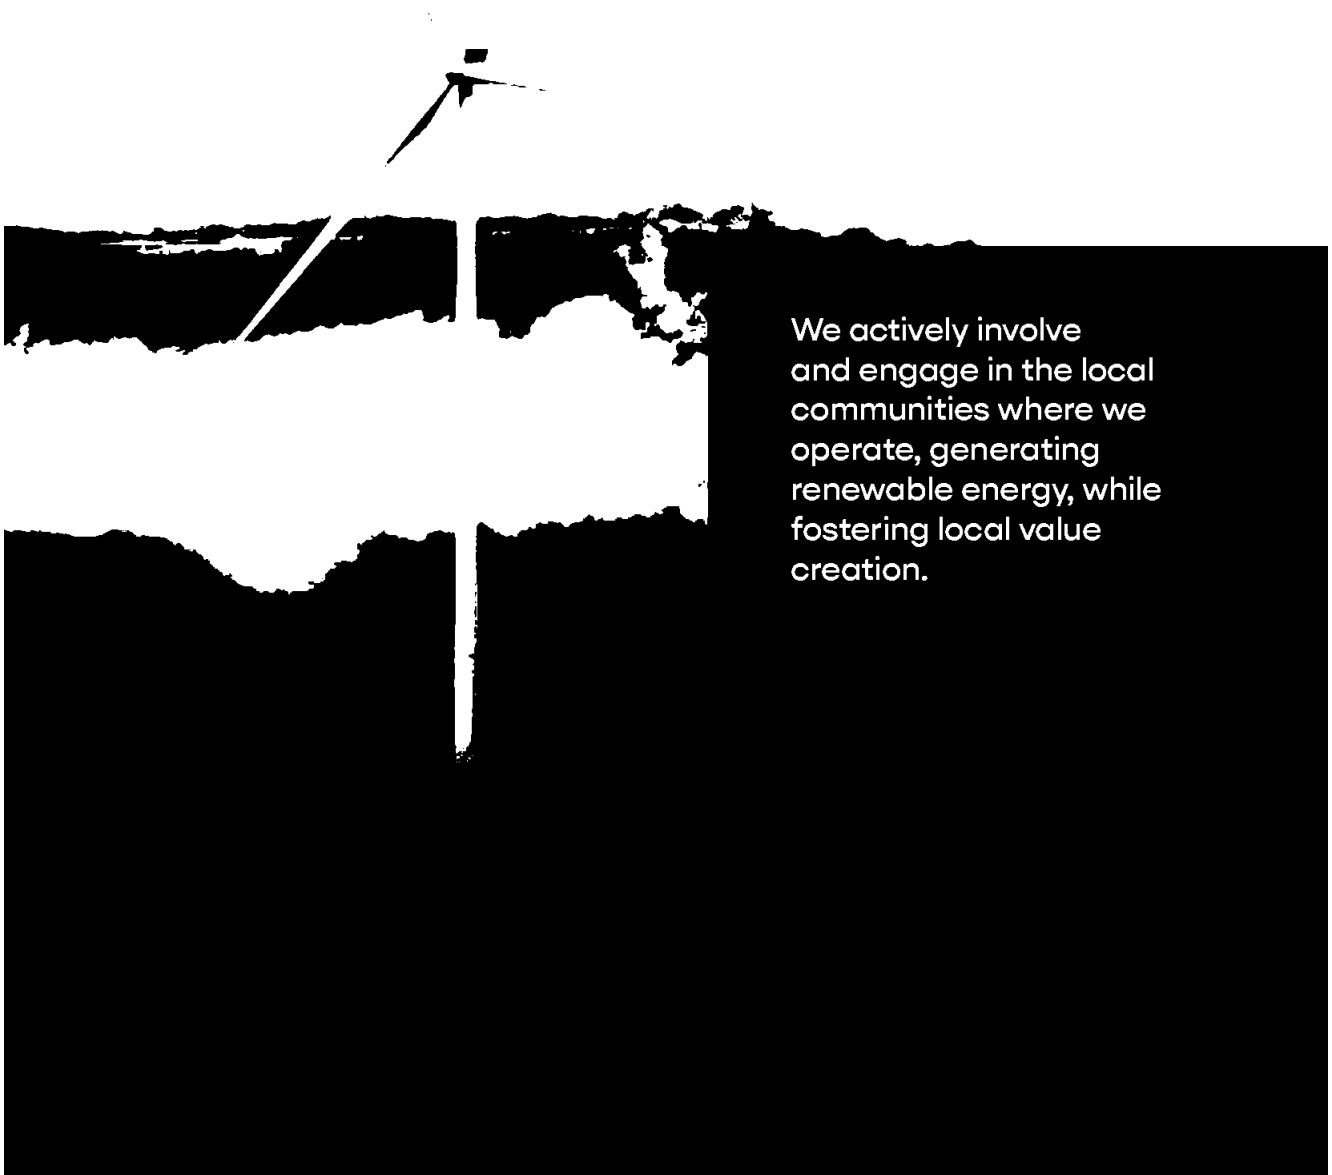 We actively involve
and engage in the local
communities where we
operate, generating
renewable energy, while
fostering local value
creation.